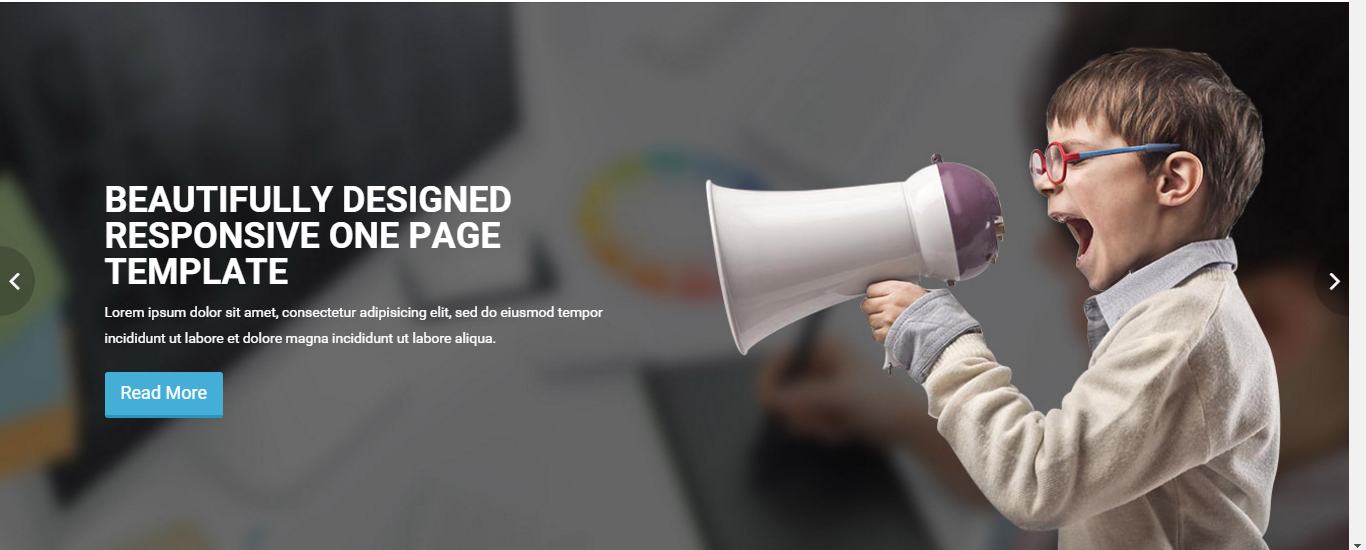 BEAUTIFULLY DESIGNED
RESPONSIVE ONE PAGE
TEMPLATE
Lorem ipsum dolor sit amet, consectetur adipisicing elit, sed do eiusmod tempor
incididunt ut labore et dolore magna incididunt ut labore aliqua.
Read More